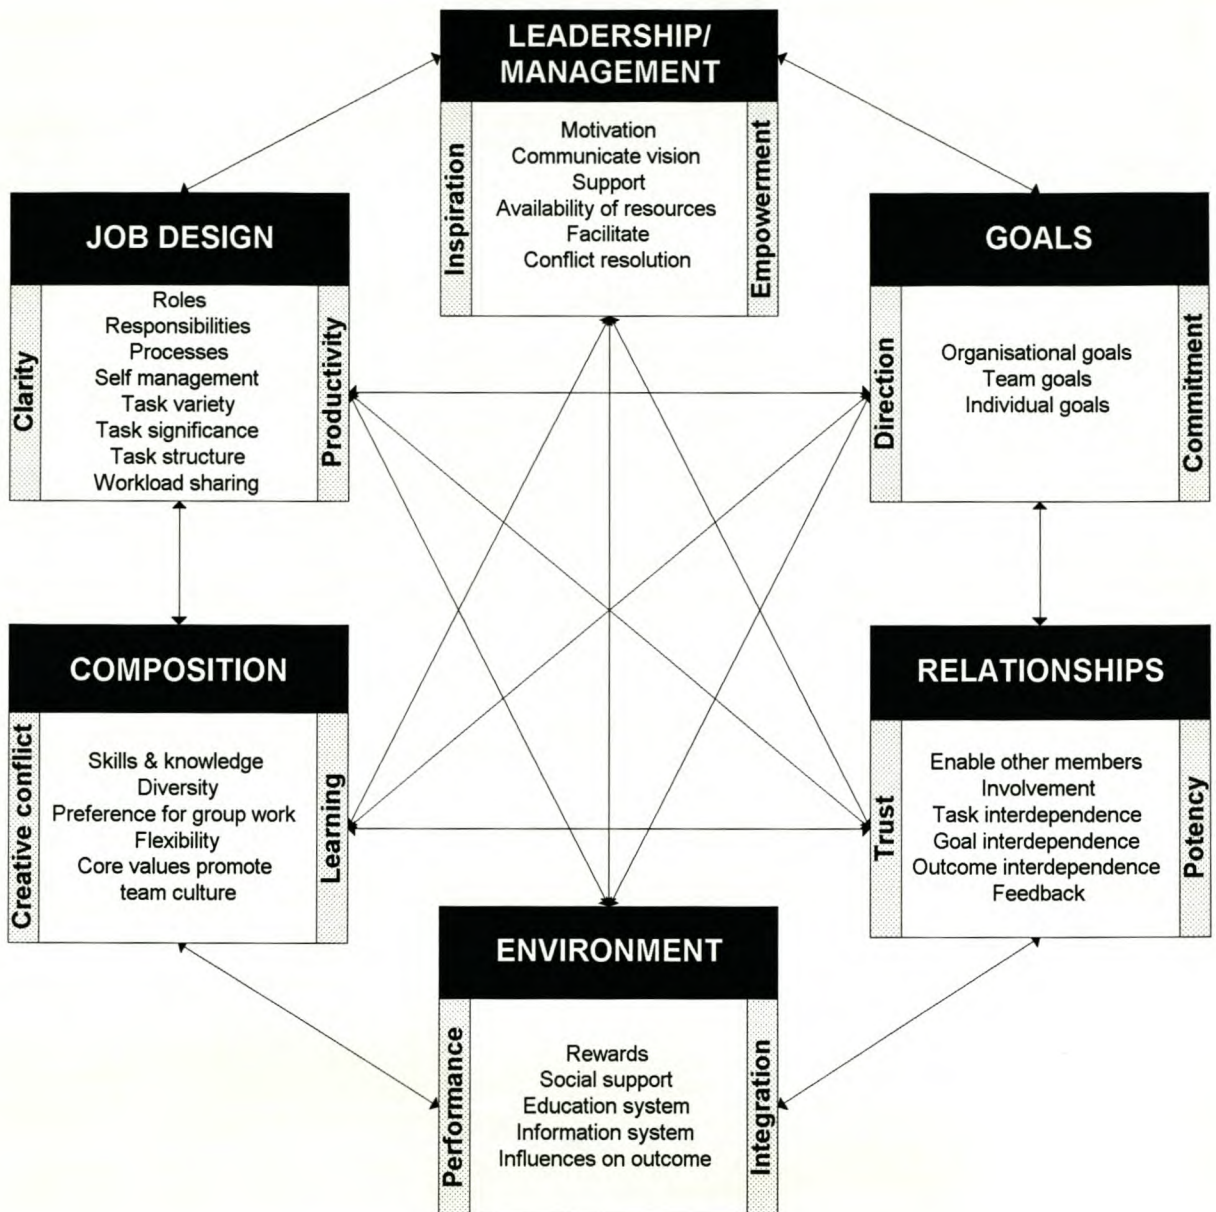 LEADERSHIP/
MANAGEMENT
Inspiration
Motivation
Communicate vision
Support
Availability of resources
Facilitate
Conflict resolution
Empowerment
JOB DESIGN
Clarity
Roles
Responsibilities
Processes
Self management
Task variety
Task significance
Task structure
Workload sharing
Productivity
GOALS
Direction
Organisational goals
Team goals
Individual goals
Commitment
COMPOSITION
Creative conflict
Skills & knowledge
Diversity
Preference for group work
Flexibility
Core values promote
team culture
Learning
RELATIONSHIPS
Trust
Enable other members
Involvement
Task interdependence
Goal interdependence
Outcome interdependence
Feedback
Potency
ENVIRONMENT
Performance
Rewards
Social support
Education system
Information system
Influences on outcome
Integration